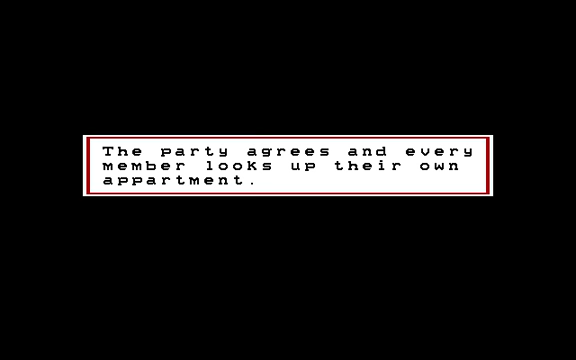 The party agrees and every
member looks up their own
appartment.